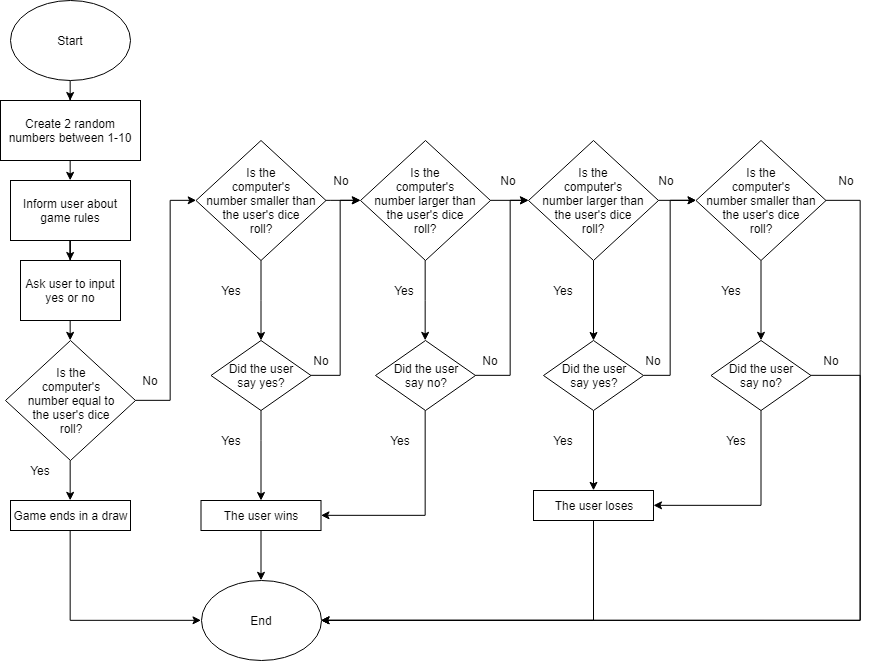 Start
Create 2 random
numbers between 1-10
Inform user about
game rules
Ask user to input
yes or no
Is the
computer's
number equal to
the user's dice
roll?
No
Yes
Game ends in a draw
Is the
computer's
number smaller than
the user's dice
roll?
No
Yes
Did the user
say yes?
No
Yes
The user wins
Is the
computer's
number larger than
the user's dice
roll?
No
Yes
Did the user
say no?
No
Yes
Is the
computer's
number larger than
the user's dice
roll?
No
Yes
Did the user
say yes?
No
Yes
The user loses
Is the
computer's
number smaller than
the user's dice
roll?
No
Yes
Did the user
say no?
No
Yes
End